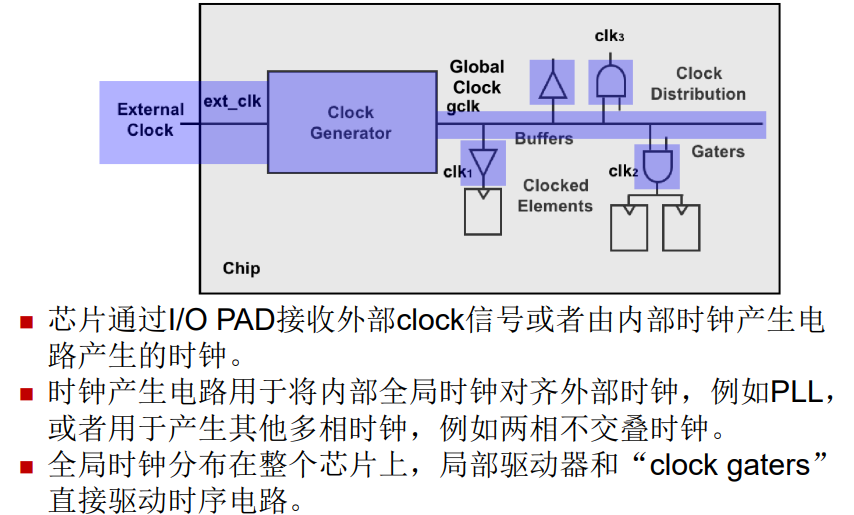 clk3
Global
Clock
gclk
Clock
Distribution
External
Clock
ext_clk
Clock
Generator
Buffers
Gaters
clk1
clk2
Clocked
Elements
Chip
芯片通过I/O PAD接收外部clock信号或者由内部时钟产生电
路产生的时钟。
时钟产生电路用于将内部全局时钟对齐外部时钟，例如PLL，
或者用于产生其他多相时钟，例如两相不交叠时钟。
全局时钟分布在整个芯片上，局部驱动器和“clock gaters”
直接驱动时序电路。